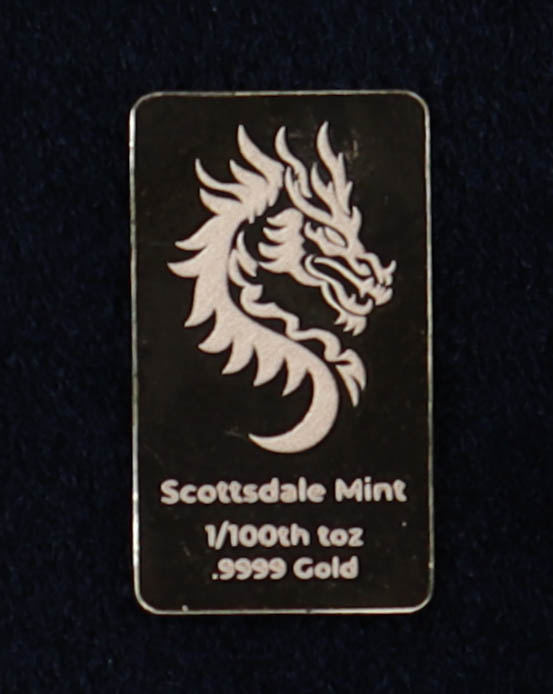 Scottsdale Mint
1/100th toz
.9999 Gold